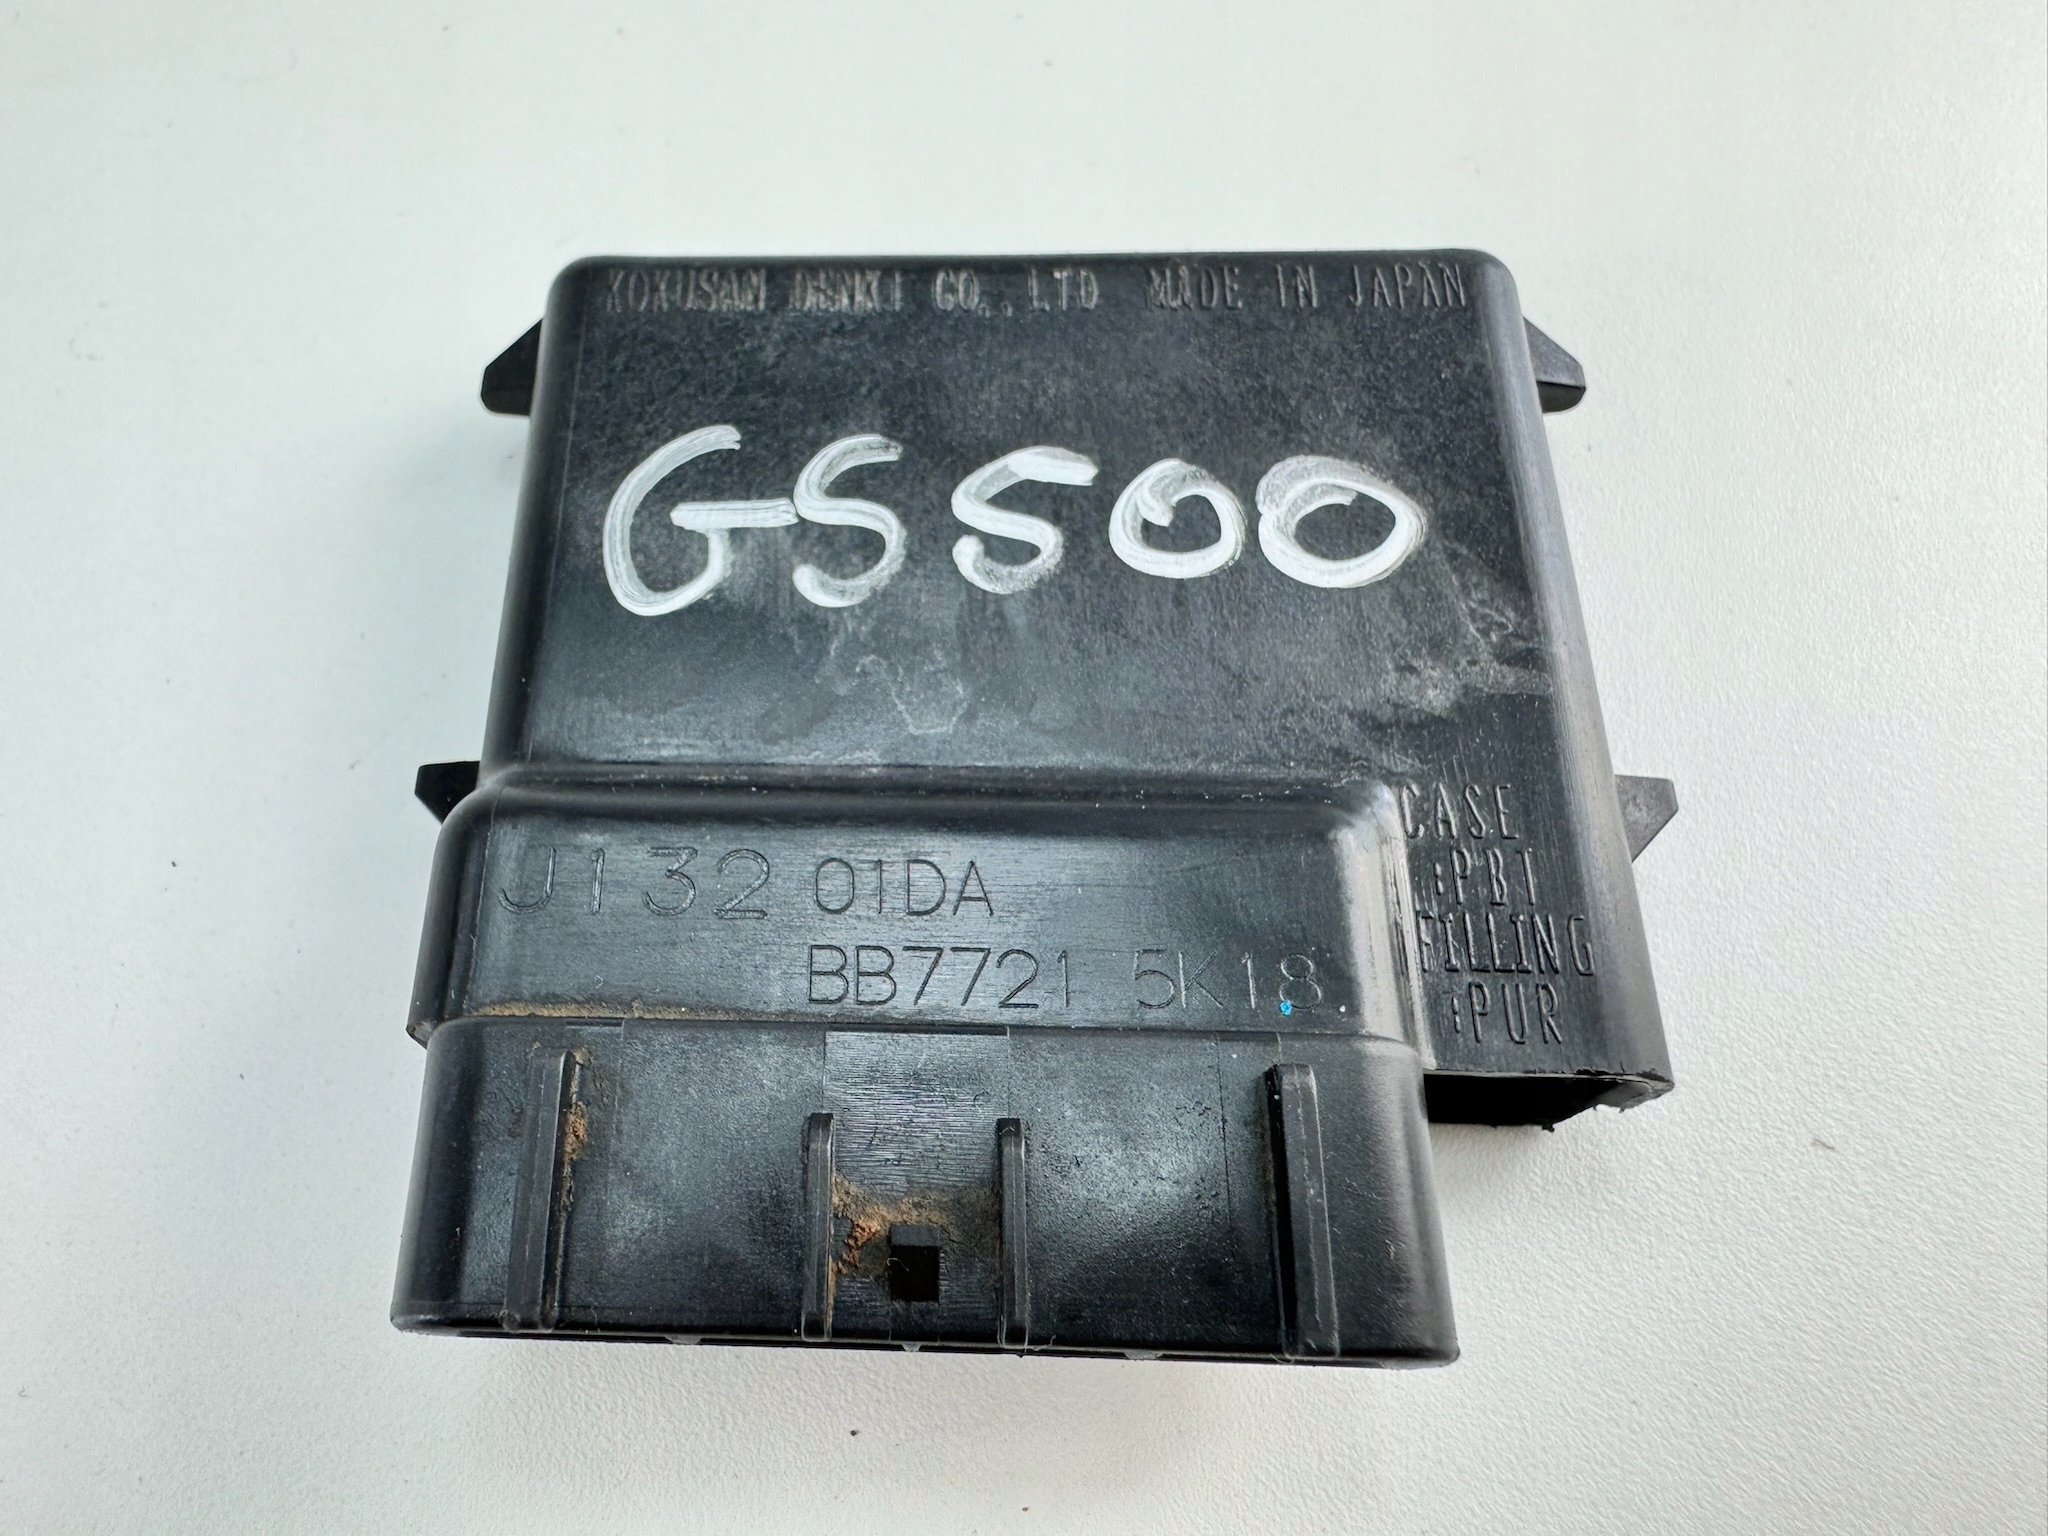 KOKUSAN DENKI CO., LTD MADE IN JAPAN
GS500
J132 01DA
BB7721 5K18
CASE
:PBT
FILLING
:PUR